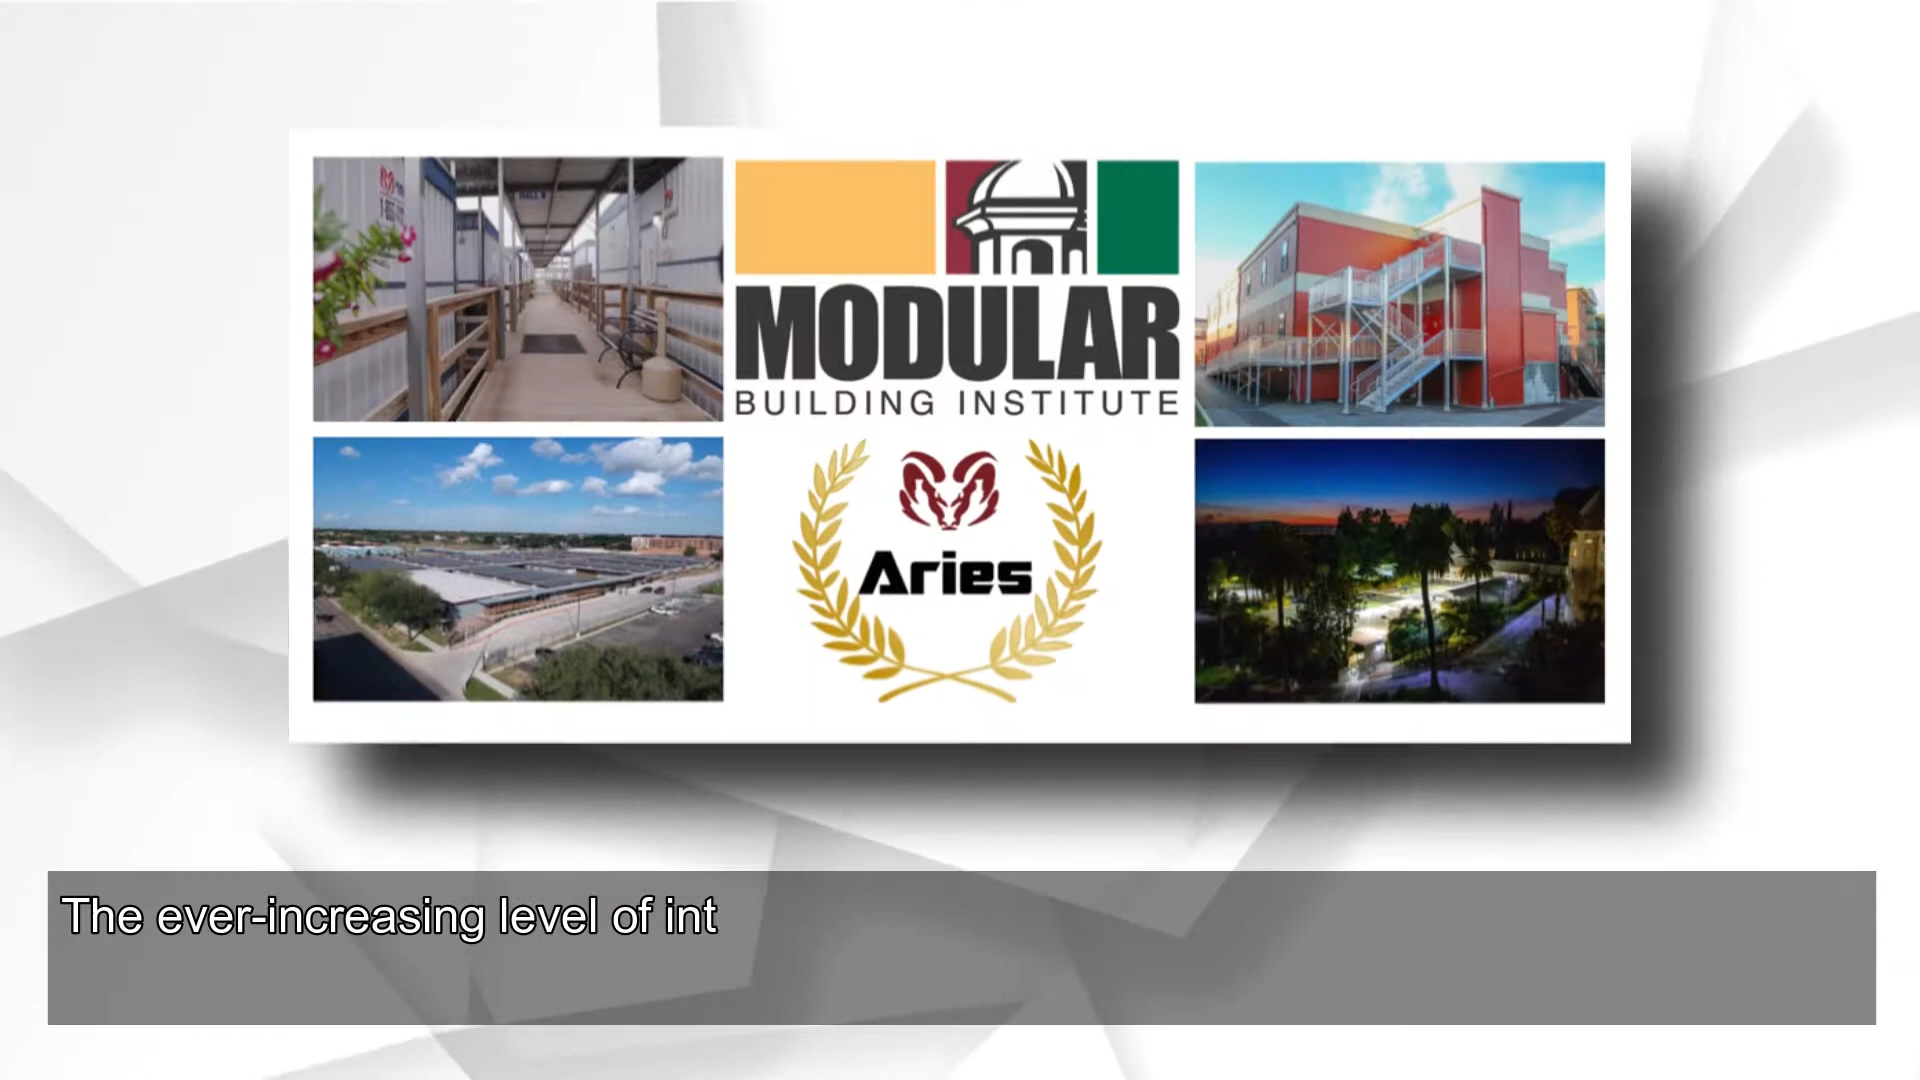 MODULAR
BUILDING INSTITUTE
Aries
The ever-increasing level of int